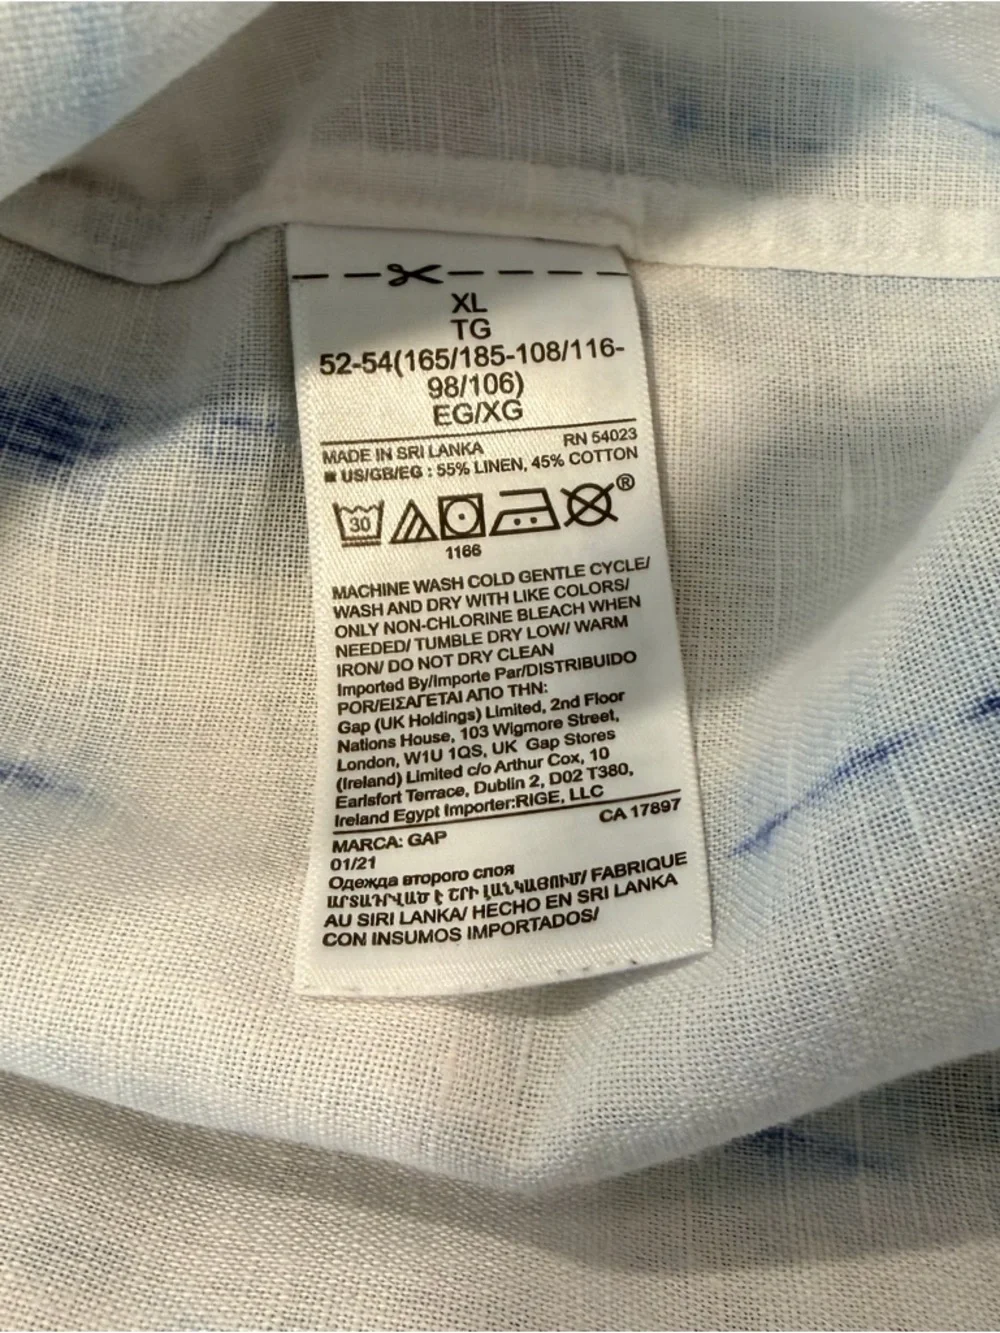 XL
TG
52-54(165/185-108/116-
98/106)
EG/XG
MADE IN SRI LANKA RN 54023
■ US/GB/EG : 55% LINEN, 45% COTTON
30
®
1166
MACHINE WASH COLD GENTLE CYCLE/
WASH AND DRY WITH LIKE COLORS/
ONLY NON-CHLORINE BLEACH WHEN
NEEDED/ TUMBLE DRY LOW/ WARM
IRON/ DO NOT DRY CLEAN
Imported By/Importe Par/DISTRIBUIDO
POR/ΕΙΣΑΓΕΤΑΙ ΑΠΟ ΤΗΝ:
Gap (UK Holdings) Limited, 2nd Floor
Nations House, 103 Wigmore Street,
London, W1U 1QS, UK Gap Stores
(Ireland) Limited c/o Arthur Cox, 10
Earlsfort Terrace, Dublin 2, D02 T380,
Ireland Egypt Importer:RIGE, LLC
CA 17897
MARCA: GAP
01/21
Одежда второго слоя
ԱՐՏԱԴՐՎԱԾ Է ՇՐԻ ԼԱՆԿԱՅՈՒՄ/ FABRIQUE
AU SIRI LANKA/ HECHO EN SRI LANKA
CON INSUMOS IMPORTADOS/